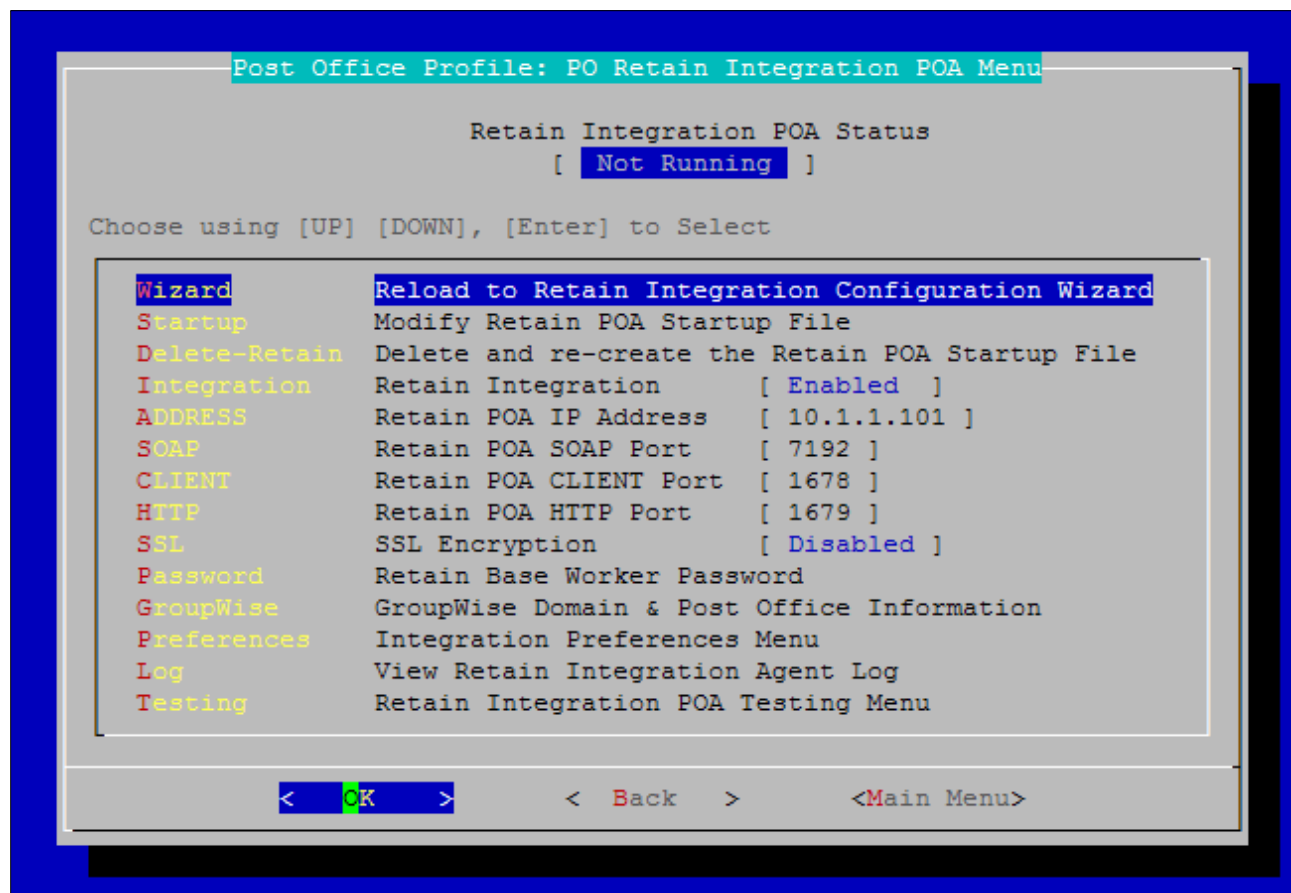 Post Office Profile: PO Retain Integration POA Menu
Retain Integration POA Status
[ Not Running ]
Choose using [UP] [DOWN], [Enter] to Select
Wizard Reload to Retain Integration Configuration Wizard
Startup Modify Retain POA Startup File
Delete-Retain Delete and re-create the Retain POA Startup File
Integration Retain Integration [ Enabled ]
ADDRESS Retain POA IP Address [ 10.1.1.101 ]
SOAP Retain POA SOAP Port [ 7192 ]
CLIENT Retain POA CLIENT Port [ 1678 ]
HTTP Retain POA HTTP Port [ 1679 ]
SSL SSL Encryption [ Disabled ]
Password Retain Base Worker Password
GroupWise GroupWise Domain & Post Office Information
Preferences Integration Preferences Menu
Log View Retain Integration Agent Log
Testing Retain Integration POA Testing Menu
< OK > < Back > <Main Menu>